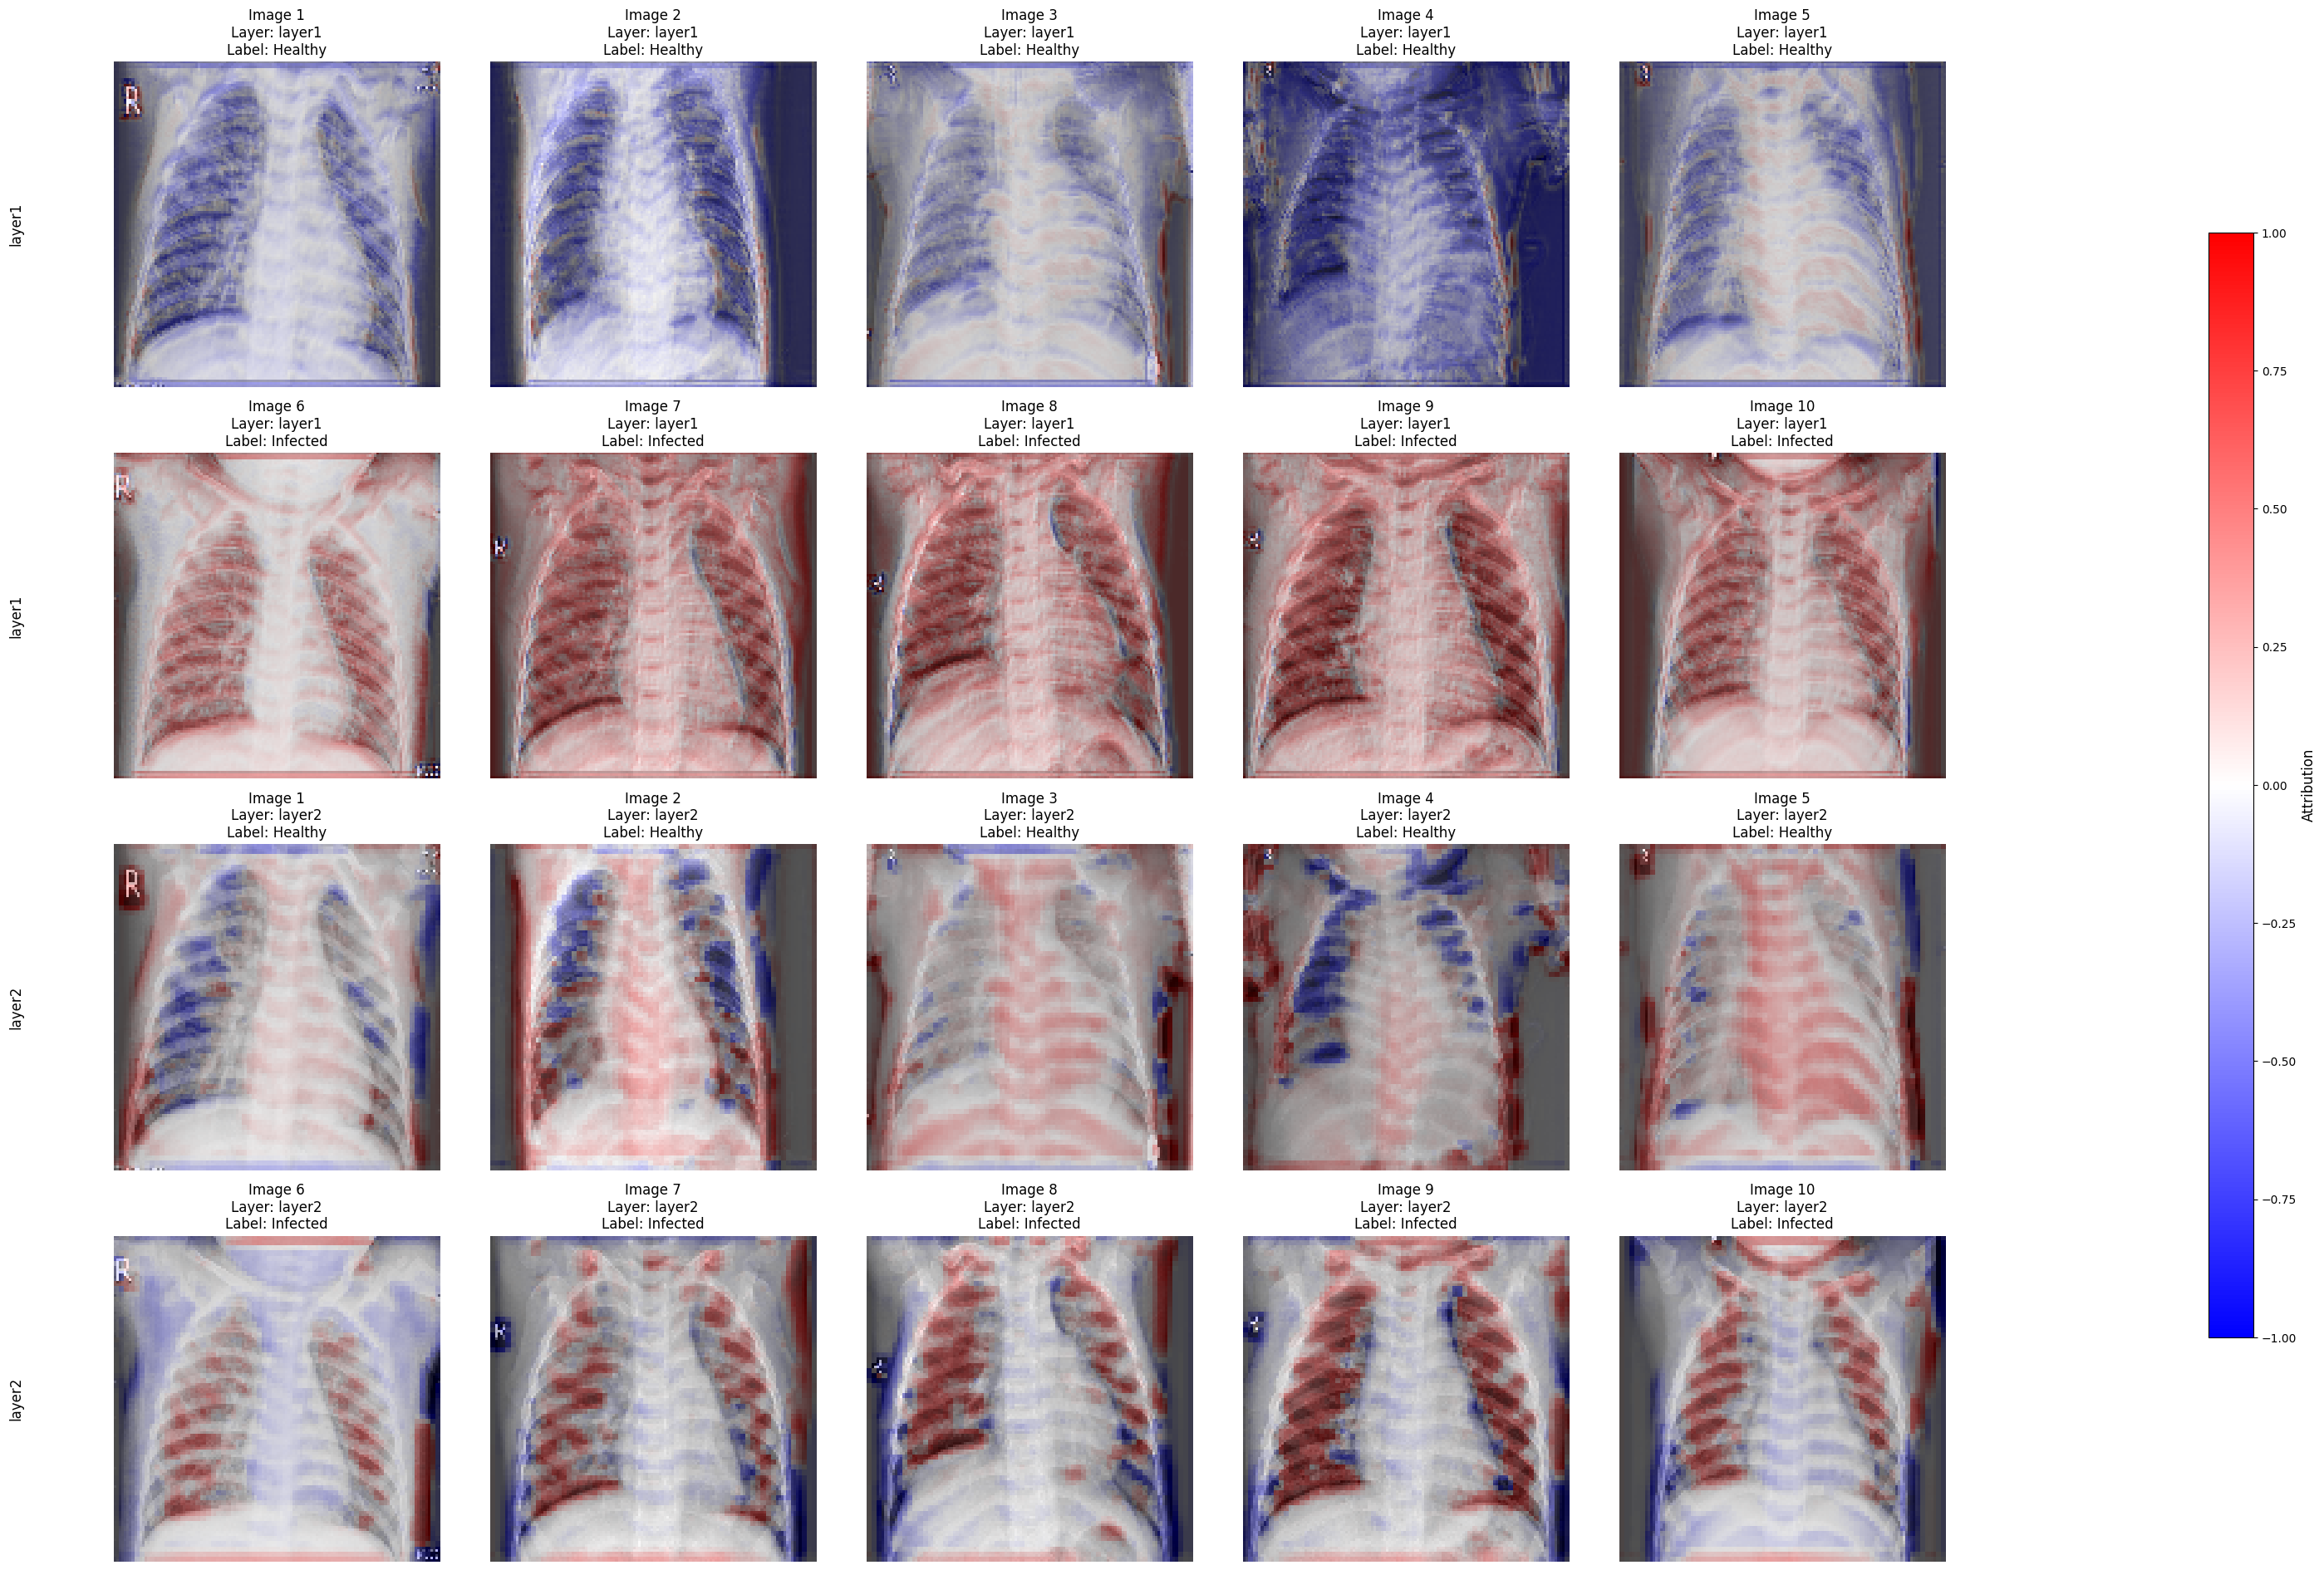 Image 1
Layer: layer1
Label: Healthy
Image 2
Layer: layer1
Label: Healthy
Image 3
Layer: layer1
Label: Healthy
Image 4
Layer: layer1
Label: Healthy
Image 5
Layer: layer1
Label: Healthy
layer1
R
Image 6
Layer: layer1
Label: Infected
Image 7
Layer: layer1
Label: Infected
Image 8
Layer: layer1
Label: Infected
Image 9
Layer: layer1
Label: Infected
Image 10
Layer: layer1
Label: Infected
layer1
R
Image 1
Layer: layer2
Label: Healthy
Image 2
Layer: layer2
Label: Healthy
Image 3
Layer: layer2
Label: Healthy
Image 4
Layer: layer2
Label: Healthy
Image 5
Layer: layer2
Label: Healthy
layer2
R
Image 6
Layer: layer2
Label: Infected
Image 7
Layer: layer2
Label: Infected
Image 8
Layer: layer2
Label: Infected
Image 9
Layer: layer2
Label: Infected
Image 10
Layer: layer2
Label: Infected
layer2
R
1.00
0.75
0.50
0.25
0.00
−0.25
−0.50
−0.75
−1.00
Attribution